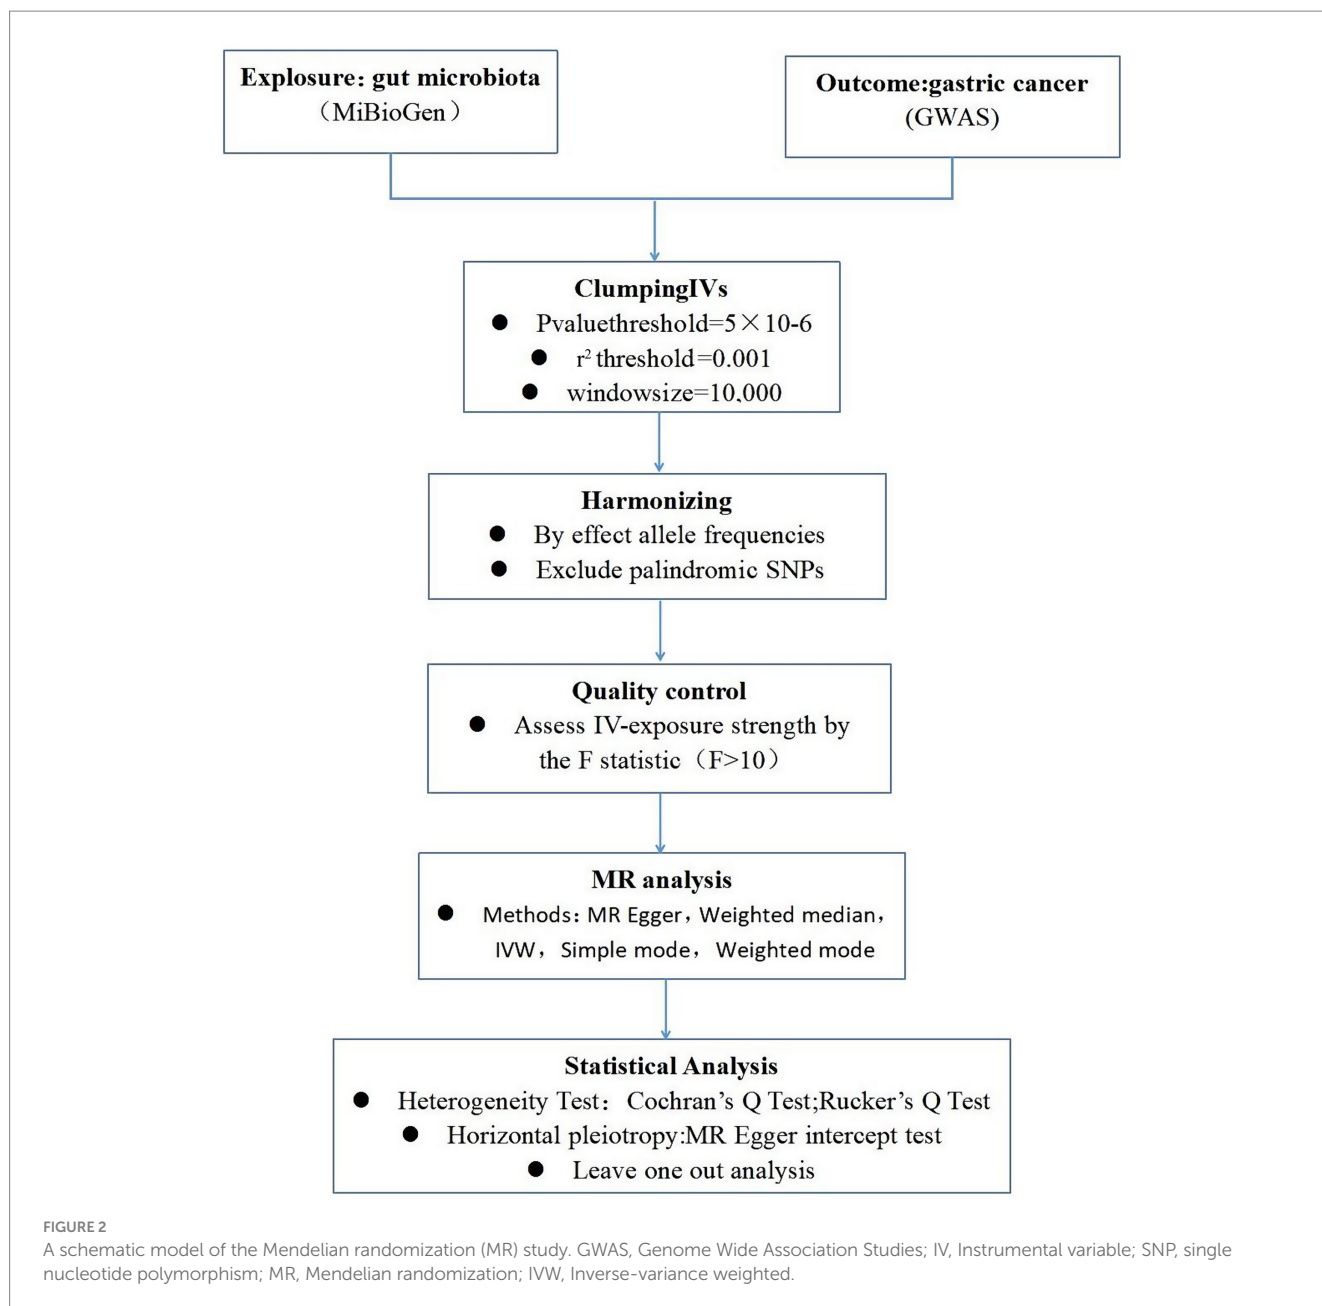 Explosure：gut microbiota
（MiBioGen）
Outcome:gastric cancer
(GWAS)
ClumpingIVs
● Pvaluethreshold=5×10-6
● r² threshold=0.001
● windowsize=10,000
Harmonizing
● By effect allele frequencies
● Exclude palindromic SNPs
Quality control
● Assess IV-exposure strength by
the F statistic（F>10）
MR analysis
● Methods：MR Egger，Weighted median，
IVW，Simple mode，Weighted mode
Statistical Analysis
● Heterogeneity Test：Cochran’s Q Test;Rucker’s Q Test
● Horizontal pleiotropy:MR Egger intercept test
● Leave one out analysis
FIGURE 2
A schematic model of the Mendelian randomization (MR) study. GWAS, Genome Wide Association Studies; IV, Instrumental variable; SNP, single
nucleotide polymorphism; MR, Mendelian randomization; IVW, Inverse-variance weighted.